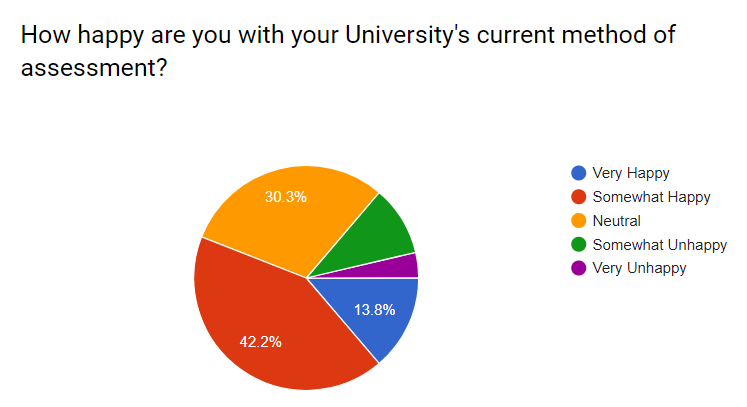 How happy are you with your University's current method of
assessment?
30.3%
42.2%
13.8%
Very Happy
Somewhat Happy
Neutral
Somewhat Unhappy
Very Unhappy